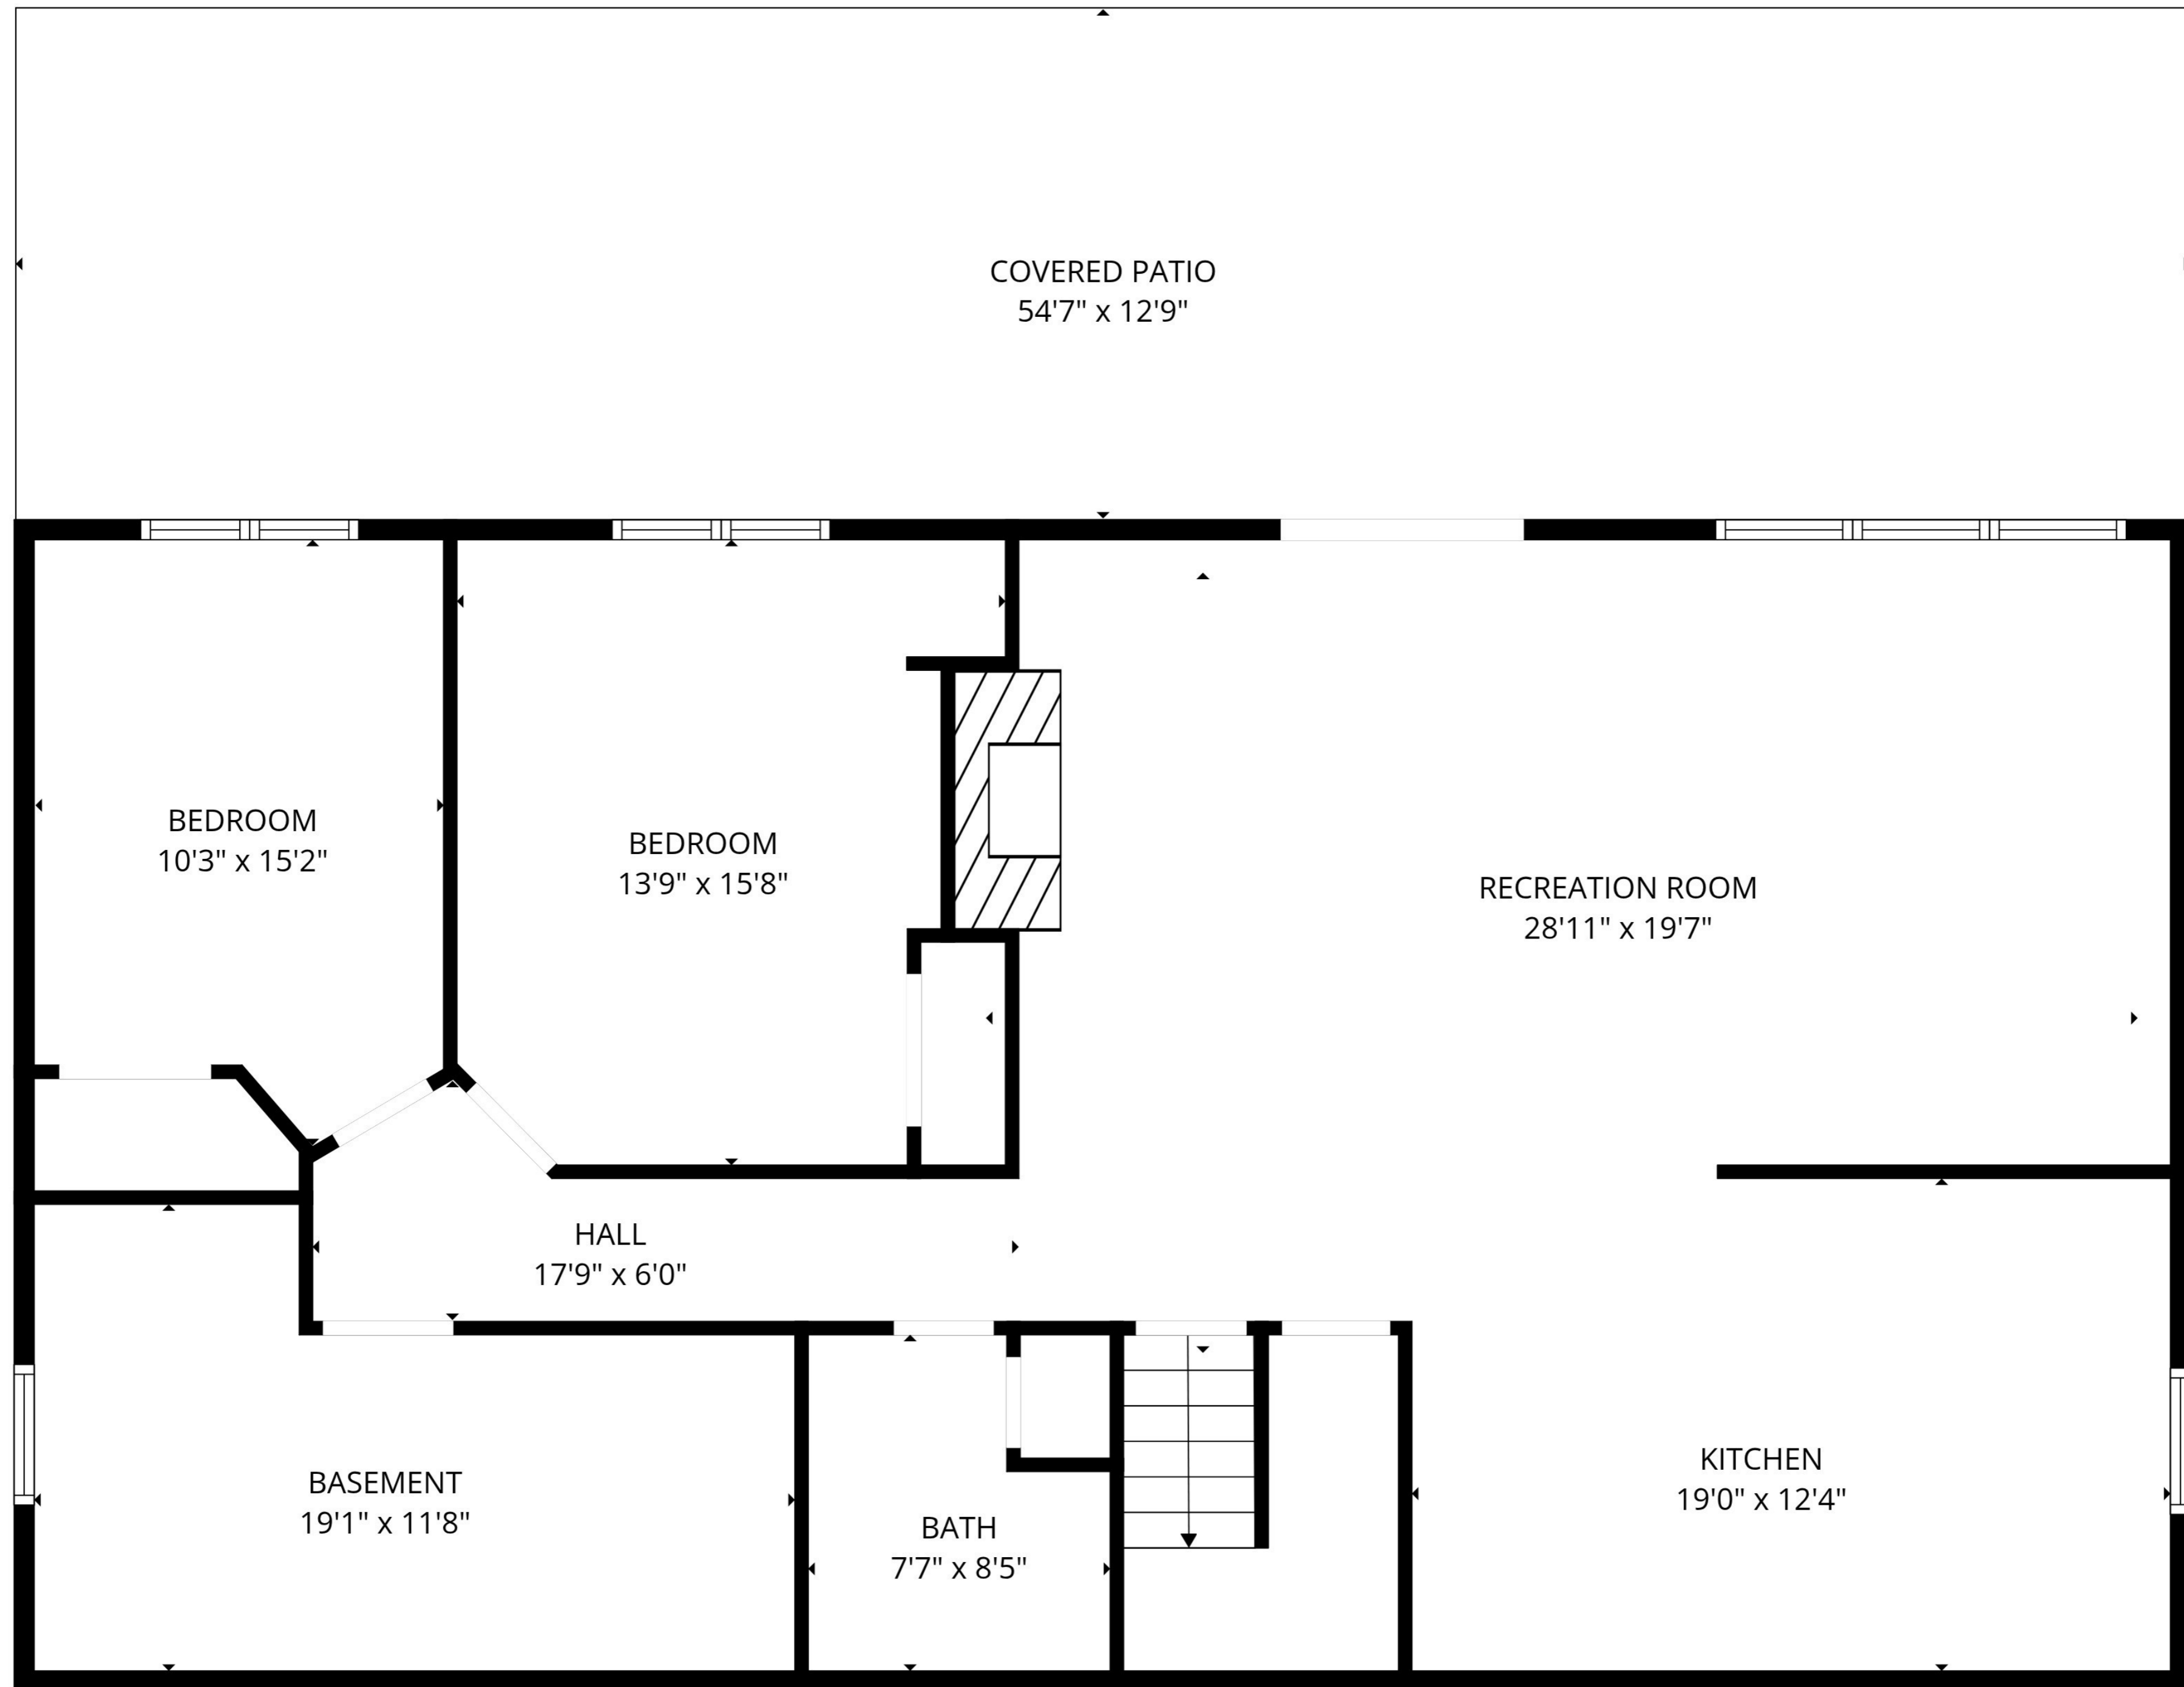 COVERED PATIO
54'7" x 12'9"
BEDROOM
10'3" x 15'2"
BEDROOM
13'9" x 15'8"
RECREATION ROOM
28'11" x 19'7"
HALL
17'9" x 6'0"
BASEMENT
19'1" x 11'8"
BATH
7'7" x 8'5"
KITCHEN
19'0" x 12'4"